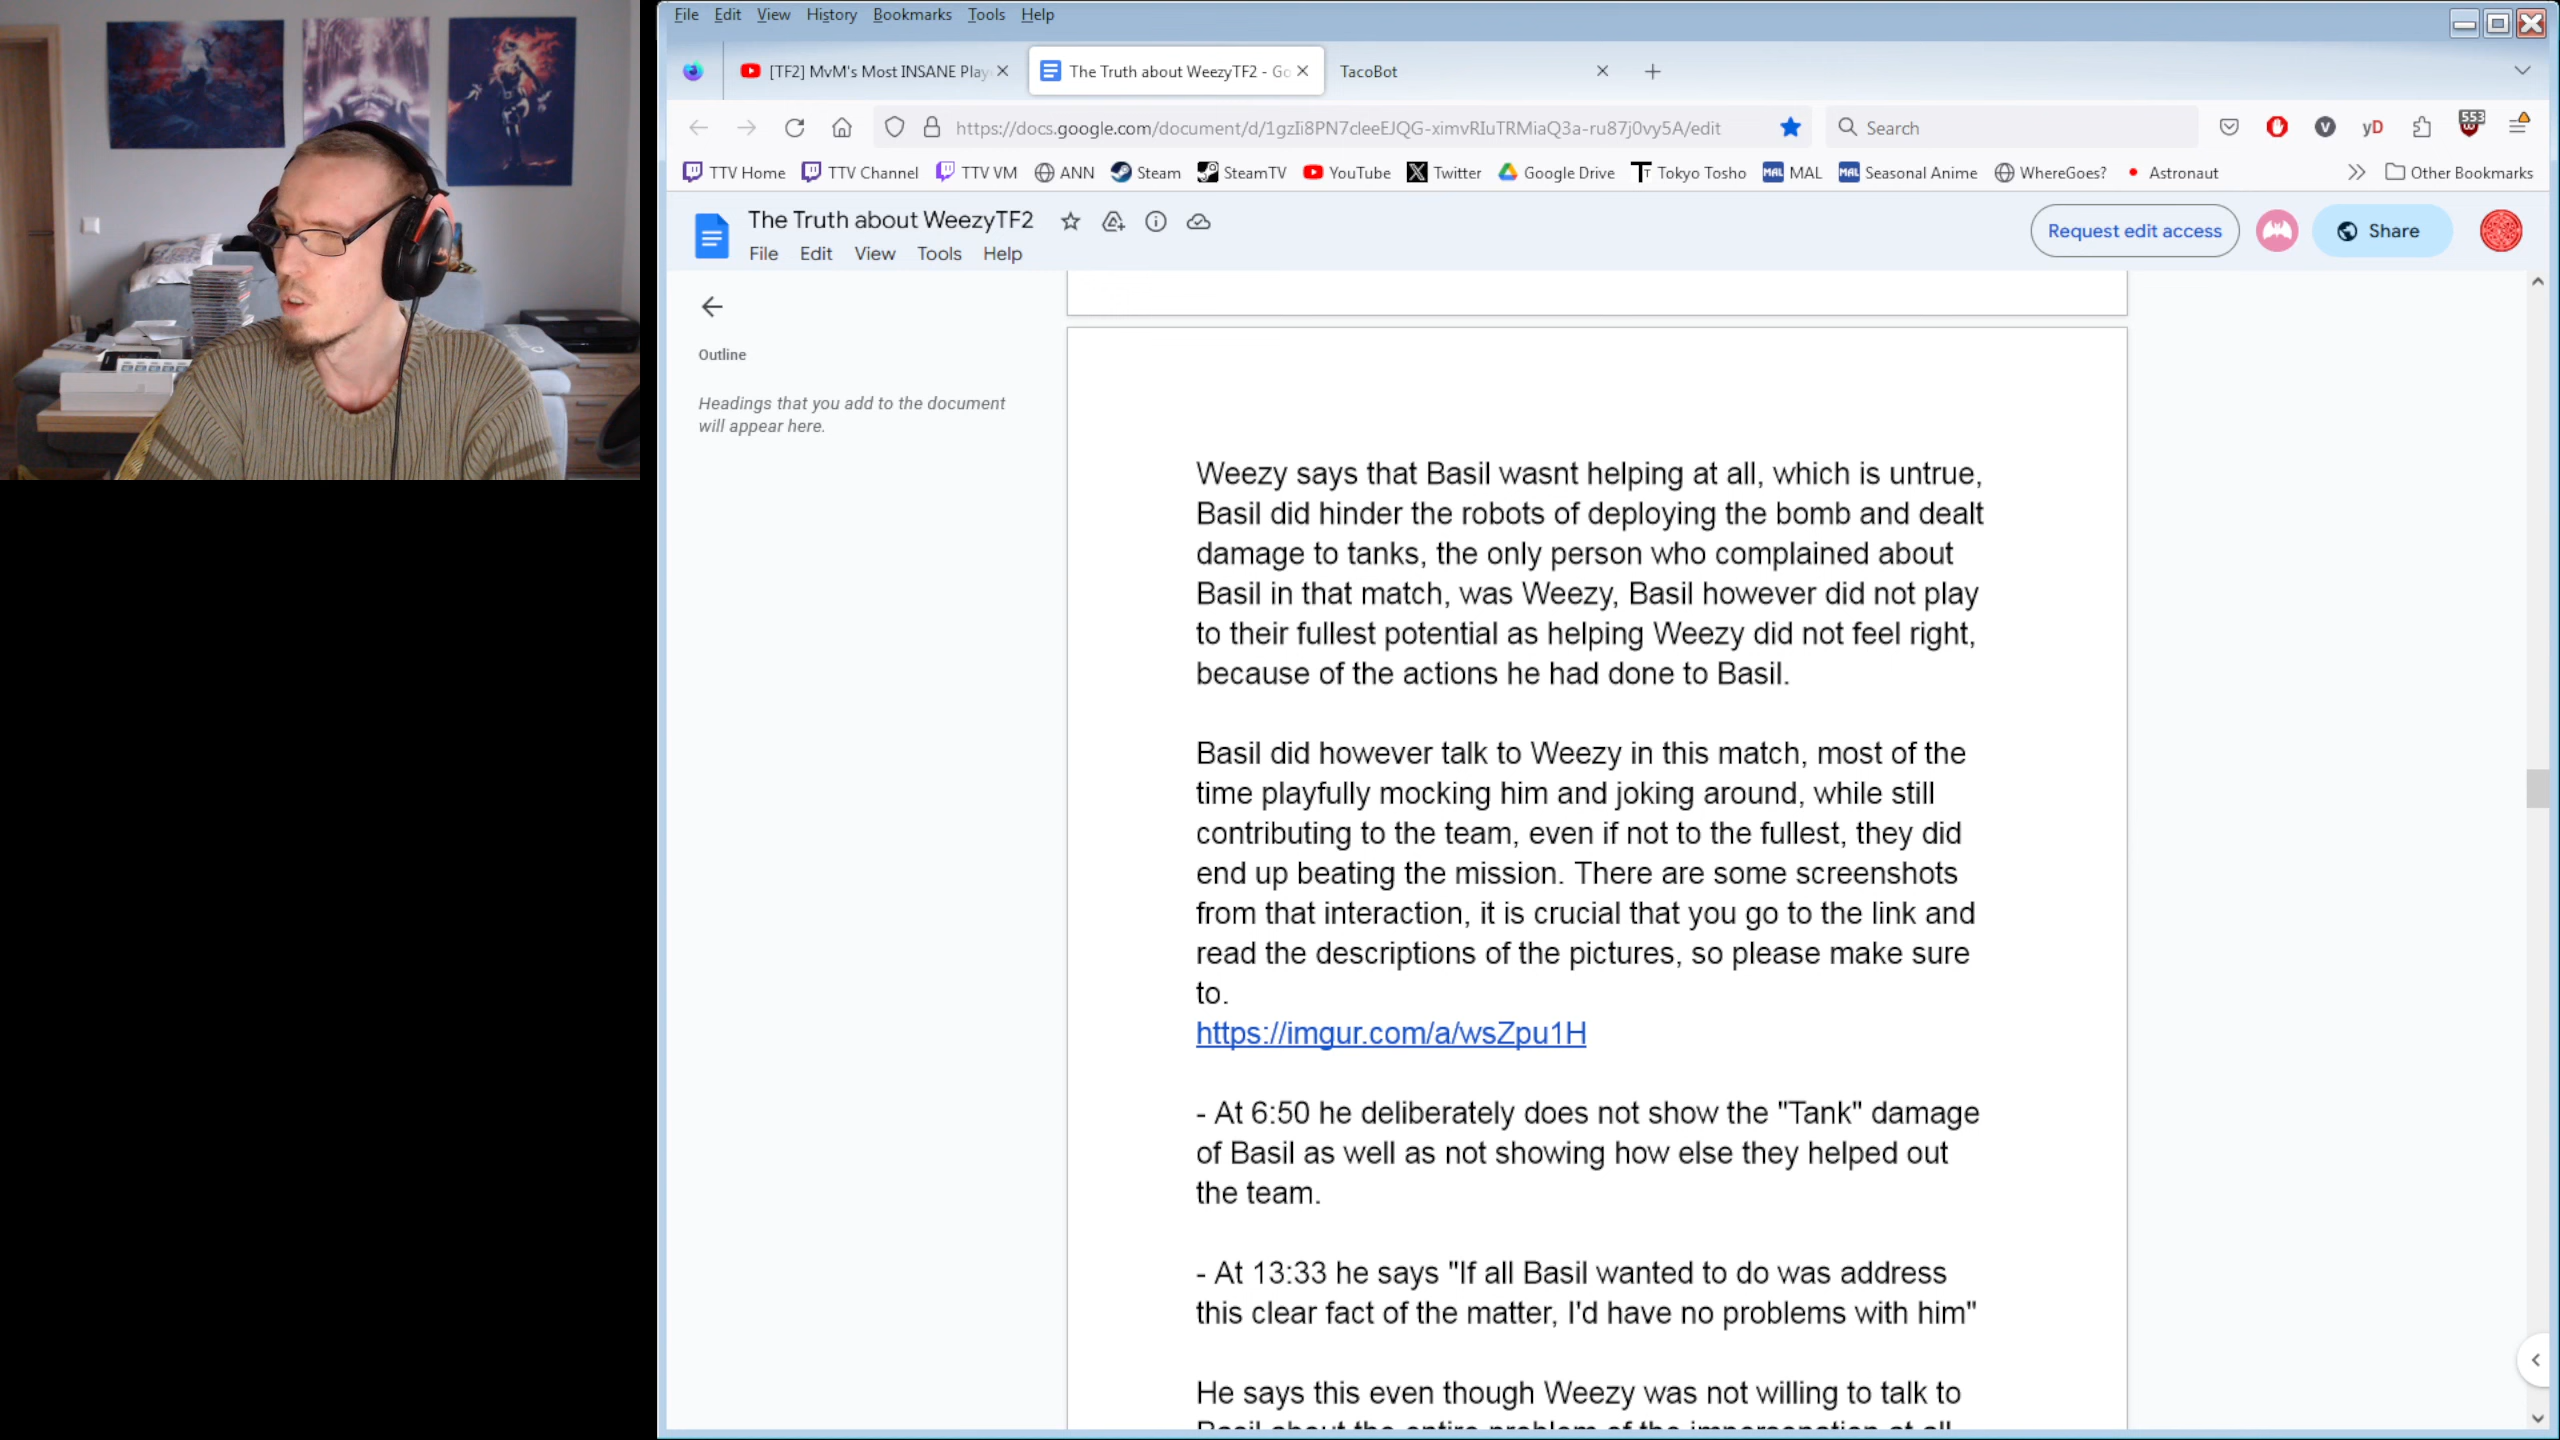 File Edit View History Bookmarks Tools Help
[TF2] MvM's Most INSANE Play
The Truth about WeezyTF2 - Go
TacoBot
https://docs.google.com/document/d/1gzIi8PN7cleeEJQG-ximvRIuTRMiaQ3a-ru87j0vy5A/edit
Search
553
TTV Home TTV Channel TTV VM ANN Steam SteamTV YouTube Twitter Google Drive Tokyo Tosho MAL Seasonal Anime WhereGoes? Astronaut Other Bookmarks
The Truth about WeezyTF2
File Edit View Tools Help
Request edit access
Share
Outline
Headings that you add to the document
will appear here.
Weezy says that Basil wasnt helping at all, which is untrue,
Basil did hinder the robots of deploying the bomb and dealt
damage to tanks, the only person who complained about
Basil in that match, was Weezy, Basil however did not play
to their fullest potential as helping Weezy did not feel right,
because of the actions he had done to Basil.
Basil did however talk to Weezy in this match, most of the
time playfully mocking him and joking around, while still
contributing to the team, even if not to the fullest, they did
end up beating the mission. There are some screenshots
from that interaction, it is crucial that you go to the link and
read the descriptions of the pictures, so please make sure
to.
https://imgur.com/a/wsZpu1H
- At 6:50 he deliberately does not show the "Tank" damage
of Basil as well as not showing how else they helped out
the team.
- At 13:33 he says "If all Basil wanted to do was address
this clear fact of the matter, I'd have no problems with him"
He says this even though Weezy was not willing to talk to
Basil about the entire problem of the impersonation at all